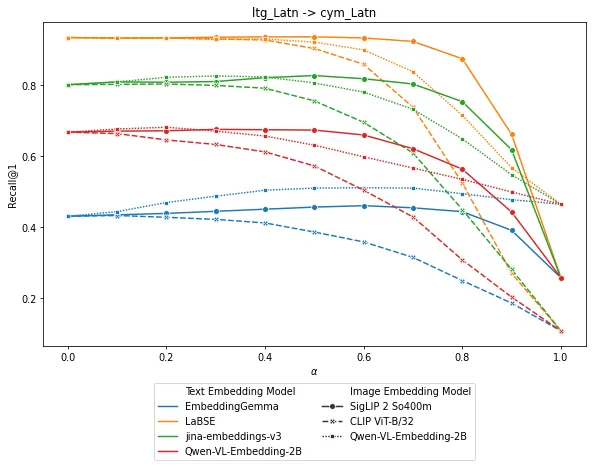 ltg_Latn -> cym_Latn
Recall@1
0.8
0.6
0.4
0.2
0.0 0.2 0.4 0.6 0.8 1.0
α
Text Embedding Model Image Embedding Model
EmbeddingGemma SigLIP 2 So400m
LaBSE CLIP ViT-B/32
jina-embeddings-v3 Qwen-VL-Embedding-2B
Qwen-VL-Embedding-2B